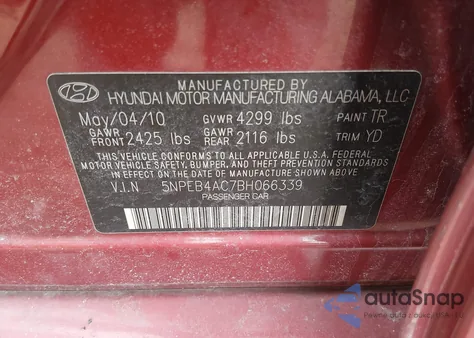 MANUFACTURED BY
HYUNDAI MOTOR MANUFACTURING ALABAMA, LLC
May/04/10 GVWR 4299 lbs PAINT TR
GAWR FRONT 2425 lbs GAWR REAR 2116 lbs TRIM YD
THIS VEHICLE CONFORMS TO ALL APPLICABLE U.S.A FEDERAL
MOTOR VEHICLE SAFETY, BUMPER, AND THEFT PREVENTION STANDARDS
IN EFFECT ON THE DATE OF MANUFACTURE SHOWN ABOVE.
V.I.N 5NPEB4AC7BH066339
PASSENGER CAR
autoSnap